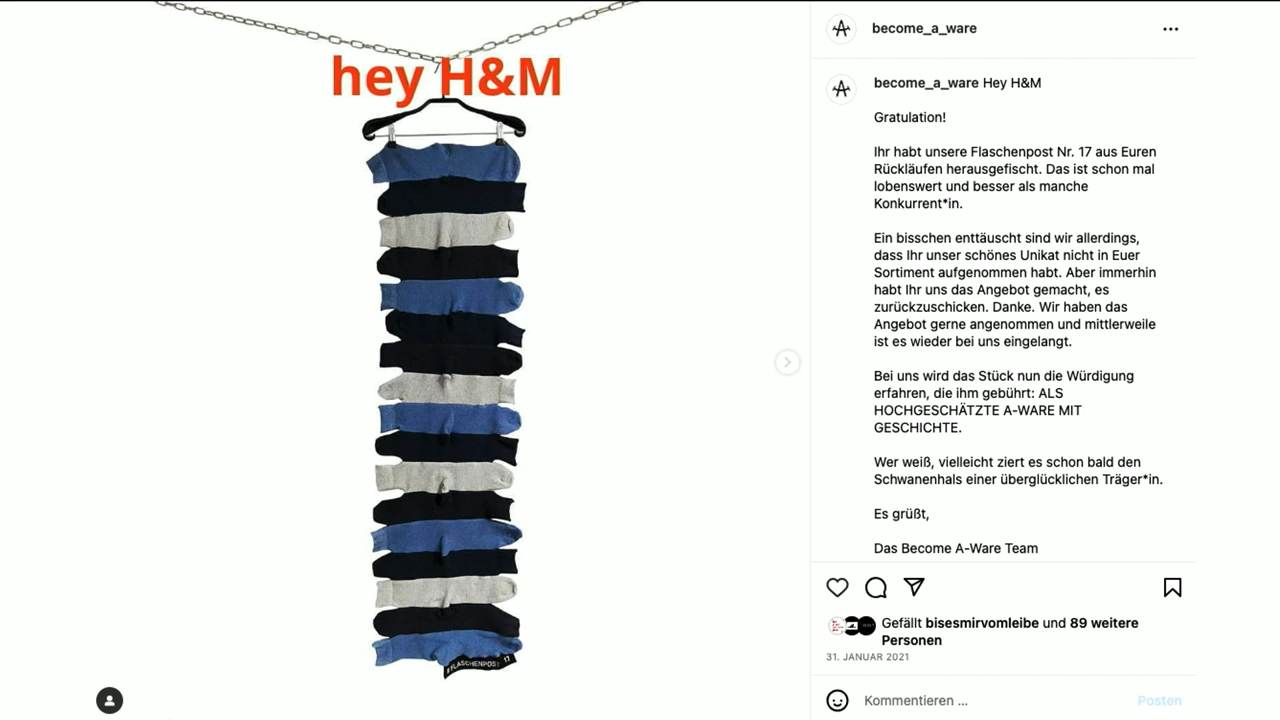 hey H&M
#FLASCHENPOST 17
become_a_ware
become_a_ware Hey H&M
Gratulation!
Ihr habt unsere Flaschenpost Nr. 17 aus Euren
Rückläufen herausgefischt. Das ist schon mal
lobenswert und besser als manche
Konkurrent*in.
Ein bisschen enttäuscht sind wir allerdings,
dass Ihr unser schönes Unikat nicht in Euer
Sortiment aufgenommen habt. Aber immerhin
habt Ihr uns das Angebot gemacht, es
zurückzuschicken. Danke. Wir haben das
Angebot gerne angenommen und mittlerweile
ist es wieder bei uns eingelangt.
Bei uns wird das Stück nun die Würdigung
erfahren, die ihm gebührt: ALS
HOCHGESCHÄTZTE A-WARE MIT
GESCHICHTE.
Wer weiß, vielleicht ziert es schon bald den
Schwanenhals einer überglücklichen Träger*in.
Es grüßt,
Das Become A-Ware Team
Gefällt bisesmirvomleibe und 89 weitere
Personen
31. JANUAR 2021
Kommentieren ...
Posten